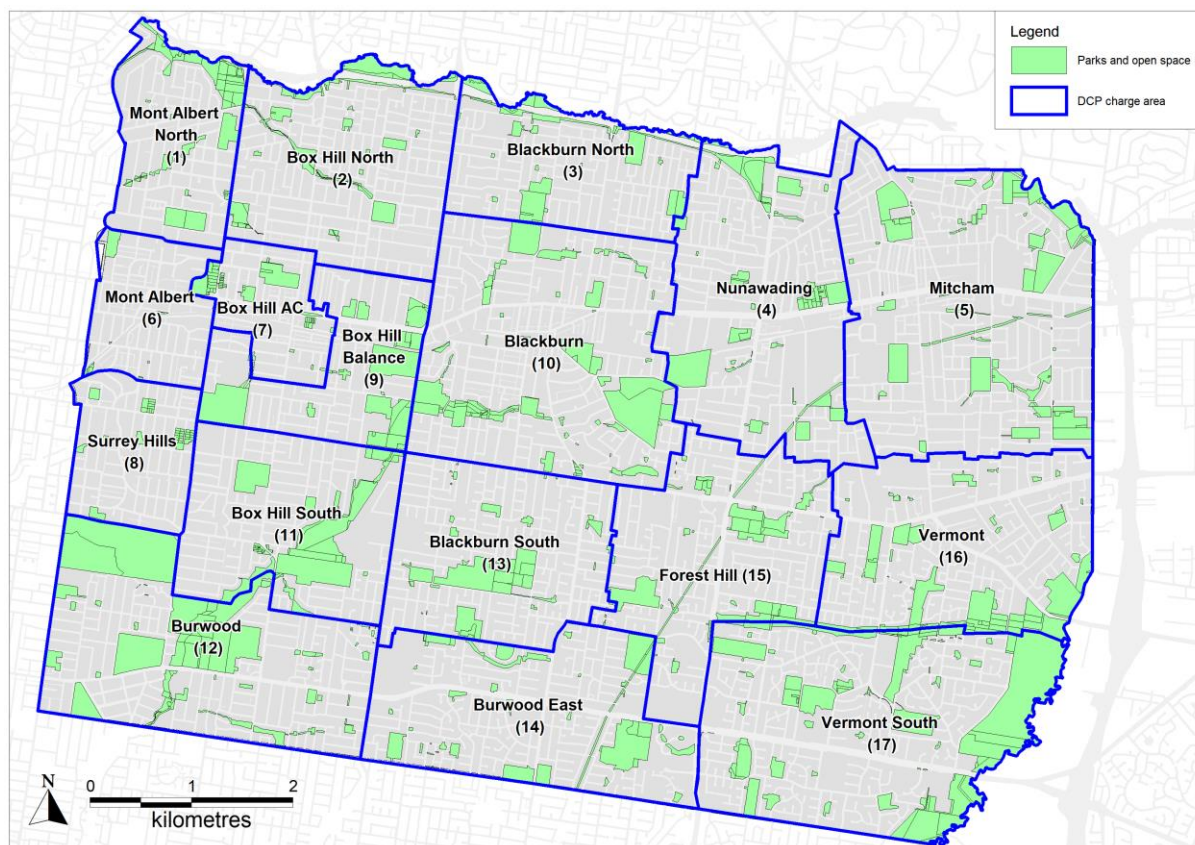 Legend
Parks and open space
DCP charge area
Mont Albert
North
(1)
Box Hill North
(2)
Blackburn North
(3)
Nunawading
(4)
Mitcham
(5)
Mont Albert
(6)
Box Hill AC
(7)
Box Hill
Balance
(9)
Blackburn
(10)
Surrey Hills
(8)
Box Hill South
(11)
Blackburn South
(13)
Forest Hill (15)
Vermont
(16)
Burwood
(12)
Burwood East
(14)
Vermont South
(17)
N
0 1 2
kilometres